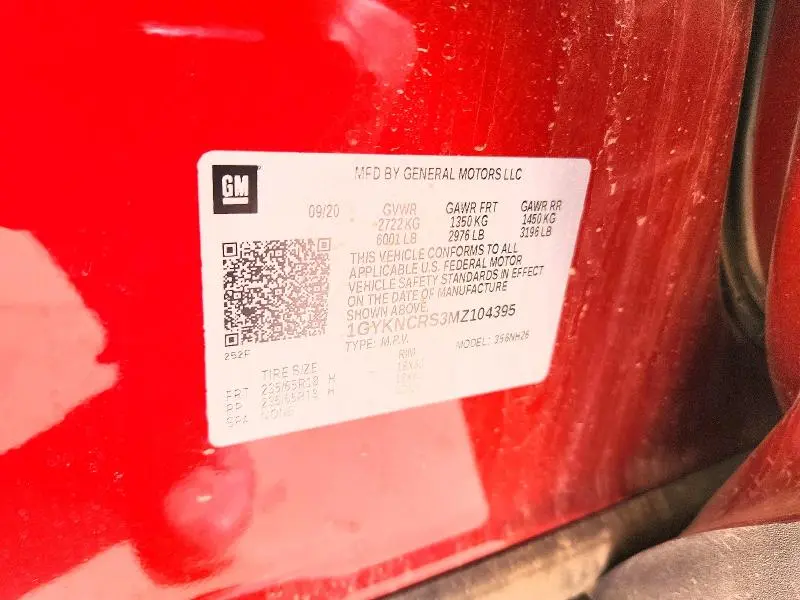 GM
MFD BY GENERAL MOTORS LLC
09/20 GVWR GAWR FRT GAWR RR
2722 KG 1350 KG 1450 KG
6001 LB 2976 LB 3196 LB
THIS VEHICLE CONFORMS TO ALL
APPLICABLE U.S. FEDERAL MOTOR
VEHICLE SAFETY STANDARDS IN EFFECT
ON THE DATE OF MANUFACTURE
SHOWN ABOVE.
1GYKNCRS3MZ104395
TYPE: M.P.V. MODEL: 356NH26
252F
TIRE SIZE RIM
FRT 235/65R18 H
RR 235/65R18 H
SPA NONE